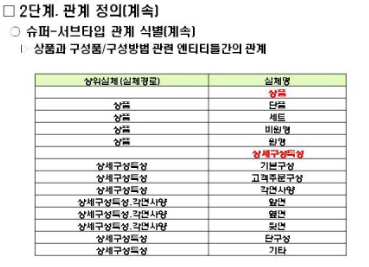 □ 2단계. 관계 정의(계속)
○ 슈퍼-서브타입 관계 식별(계속)
▷ 상품과 구성품/구성방법 관련 엔티티들간의 관계
상위실체(실체경로) 실체명
상품
상품 단품
상품 세트
상품 비원형
상품 원형
상세구성특성
상세구성특성 기본구성
상세구성특성 고객주문구성
상세구성특성 각면사양
상세구성특성.각면사양 앞면
상세구성특성.각면사양 옆면
상세구성특성.각면사양 뒷면
상세구성특성 단구성
상세구성특성 기타